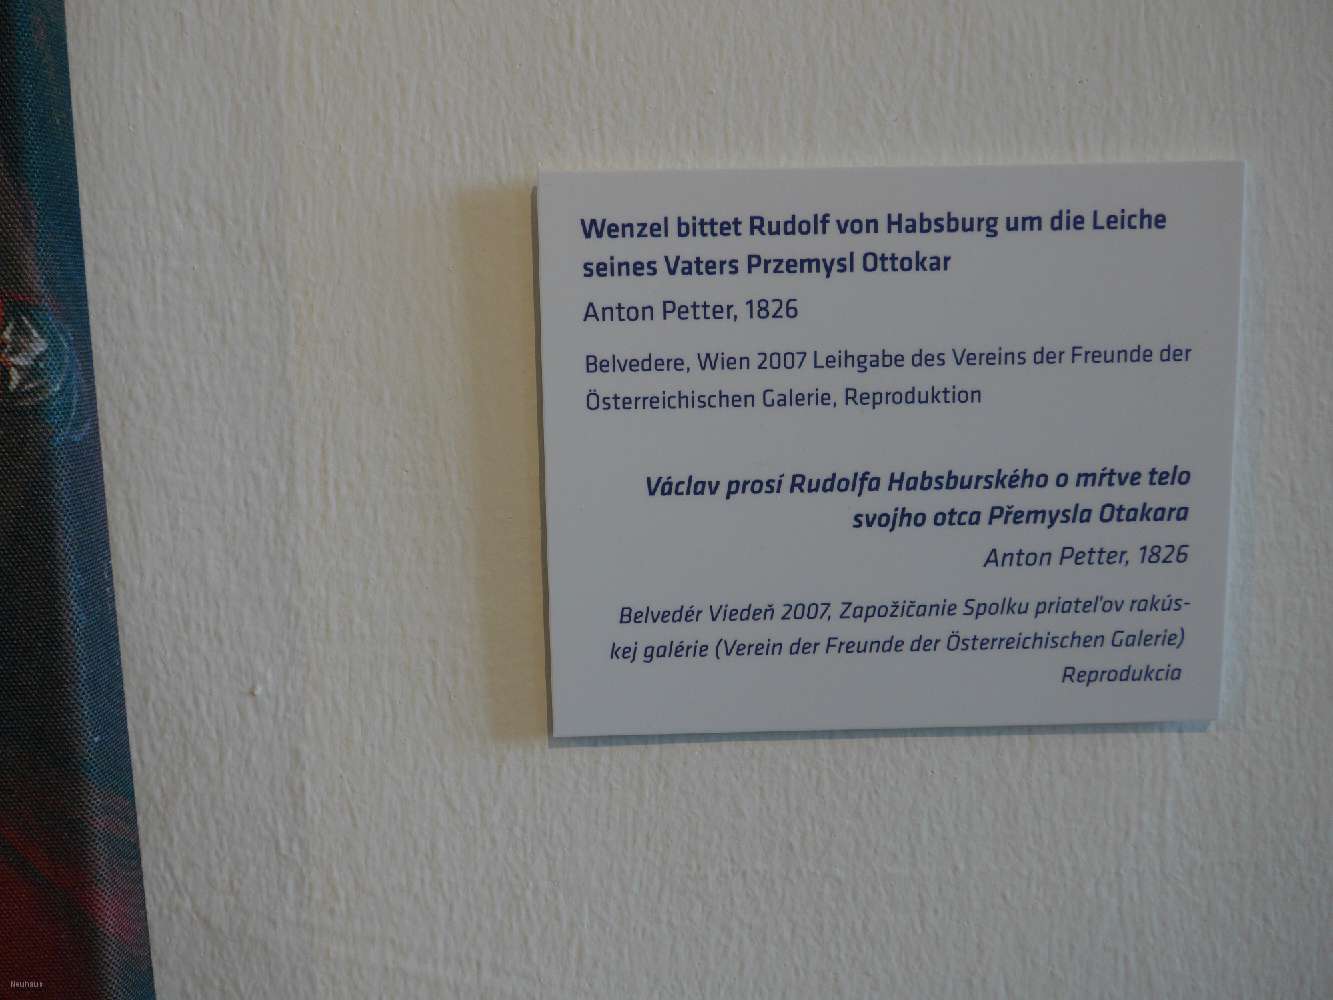 Wenzel bittet Rudolf von Habsburg um die Leiche
seines Vaters Przemysl Ottokar
Anton Petter, 1826
Belvedere, Wien 2007 Leihgabe des Vereins der Freunde der
Österreichischen Galerie, Reproduktion
Václav prosí Rudolfa Habsburského o mŕtve telo
svojho otca Přemysla Otakara
Anton Petter, 1826
Belvedér Viedeň 2007, Zapožičanie Spolku priateľov rakús-
kej galérie (Verein der Freunde der Österreichischen Galerie)
Reprodukcia
Neuhaus